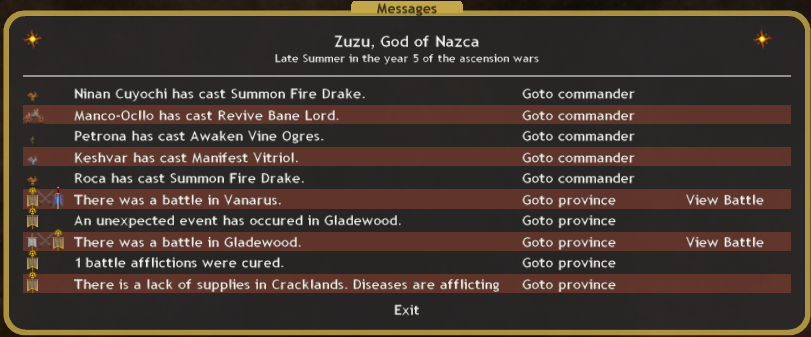 Messages
Zuzu, God of Nazca
Late Summer in the year 5 of the ascension wars
Ninan Cuyochi has cast Summon Fire Drake. Goto commander
Manco-Ocllo has cast Revive Bane Lord. Goto commander
Petrona has cast Awaken Vine Ogres. Goto commander
Keshvar has cast Manifest Vitriol. Goto commander
Roca has cast Summon Fire Drake. Goto commander
There was a battle in Vanarus. Goto province View Battle
An unexpected event has occured in Gladewood. Goto province
There was a battle in Gladewood. Goto province View Battle
1 battle afflictions were cured. Goto province
There is a lack of supplies in Cracklands. Diseases are afflicting Goto province
Exit